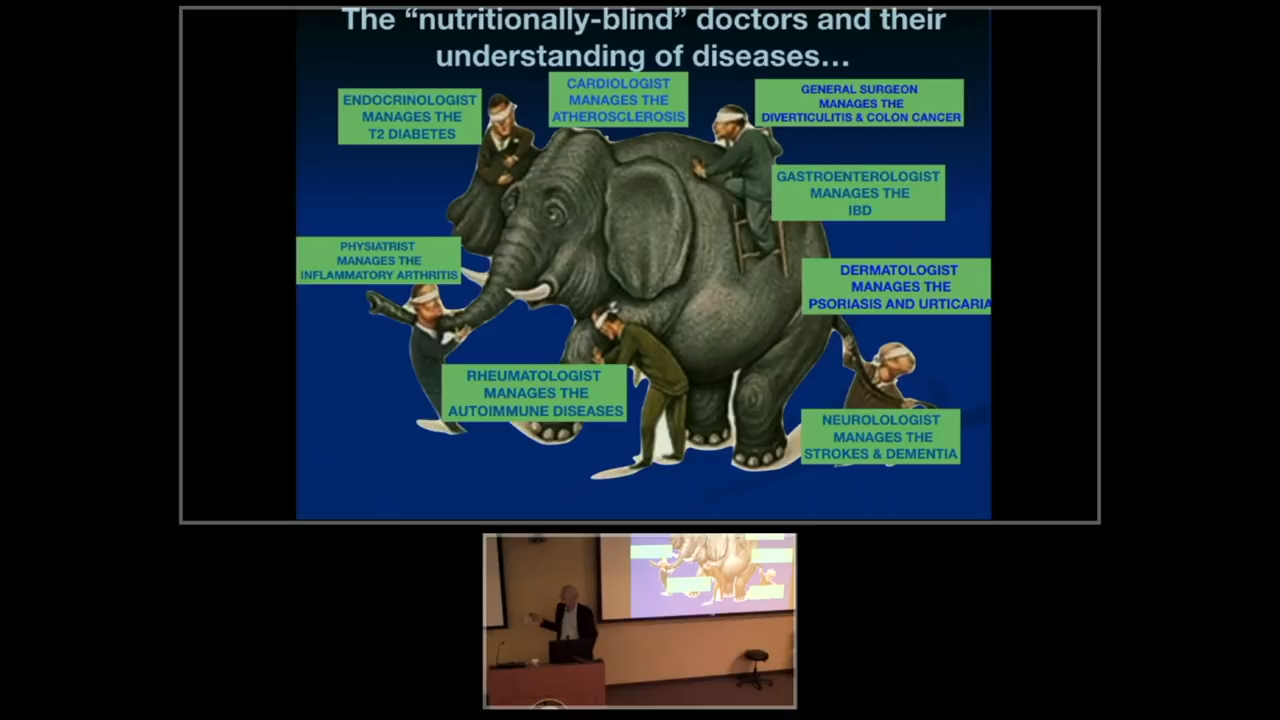 The “nutritionally-blind” doctors and their
understanding of diseases…
ENDOCRINOLOGIST
MANAGES THE
T2 DIABETES
CARDIOLOGIST
MANAGES THE
ATHEROSCLEROSIS
GENERAL SURGEON
MANAGES THE
DIVERTICULITIS & COLON CANCER
GASTROENTEROLOGIST
MANAGES THE
IBD
PHYSIATRIST
MANAGES THE
INFLAMMATORY ARTHRITIS
DERMATOLOGIST
MANAGES THE
PSORIASIS AND URTICARIA
RHEUMATOLOGIST
MANAGES THE
AUTOIMMUNE DISEASES
NEUROLOLOGIST
MANAGES THE
STROKES & DEMENTIA